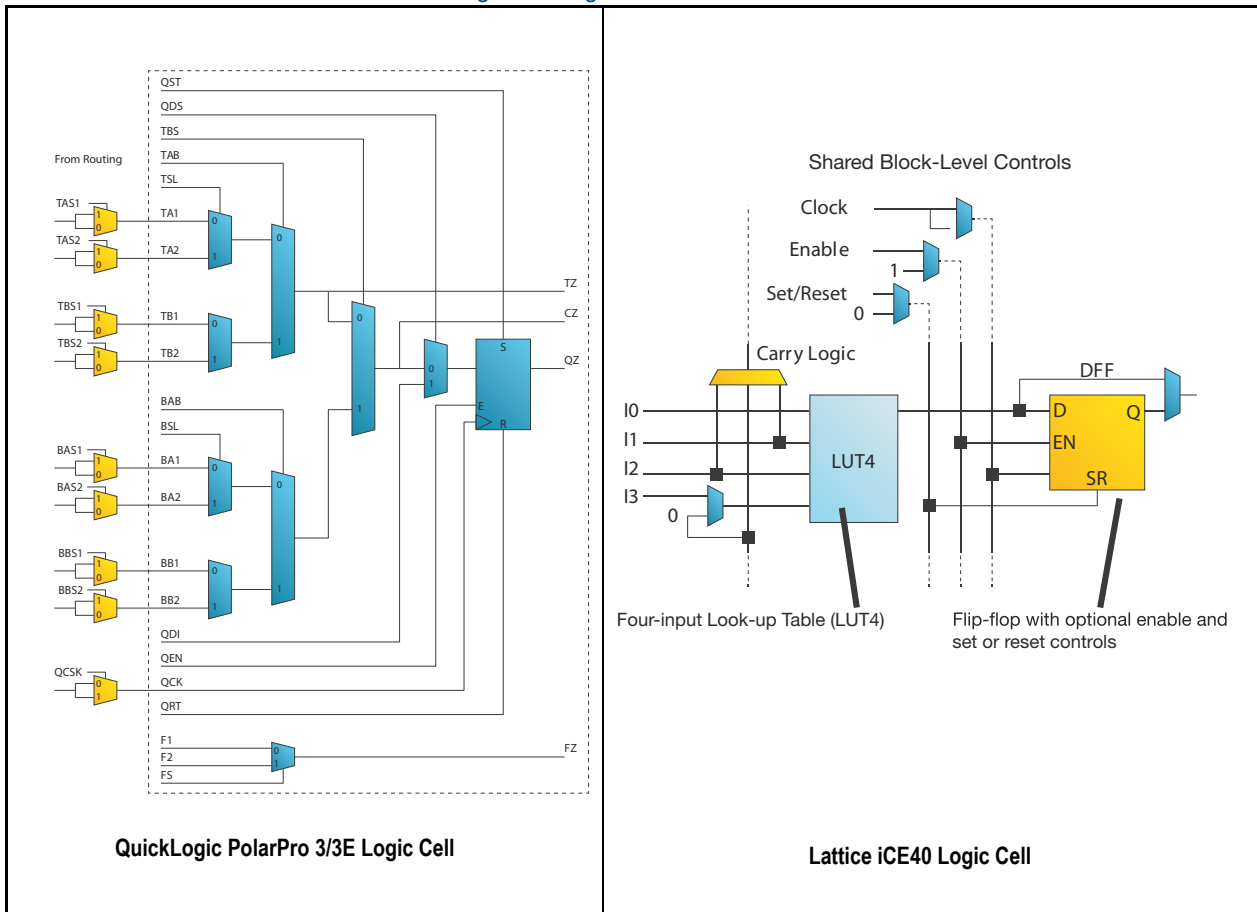 QST
QDS
TBS
From Routing
TAB
TSL
TAS1
1
0
TA1
0
TAS2
1
0
TA2
1
0
TBS1
1
0
TB1
0
TBS2
1
0
TB2
1
1
TZ
0
CZ
S
0
QZ
1
E
R
BAB
BSL
1
BAS1
1
0
BA1
0
BAS2
1
0
BA2
1
0
BBS1
1
0
BB1
0
BBS2
1
0
BB2
1
1
QDI
QEN
QCSK
0
1
QCK
QRT
F1
0
FZ
F2
1
FS
QuickLogic PolarPro 3/3E Logic Cell
Shared Block-Level Controls
Clock
Enable
1
Set/Reset
0
Carry Logic
DFF
I0
D
Q
I1
EN
LUT4
I2
SR
I3
0
Four-input Look-up Table (LUT4)
Flip-flop with optional enable and
set or reset controls
Lattice iCE40 Logic Cell